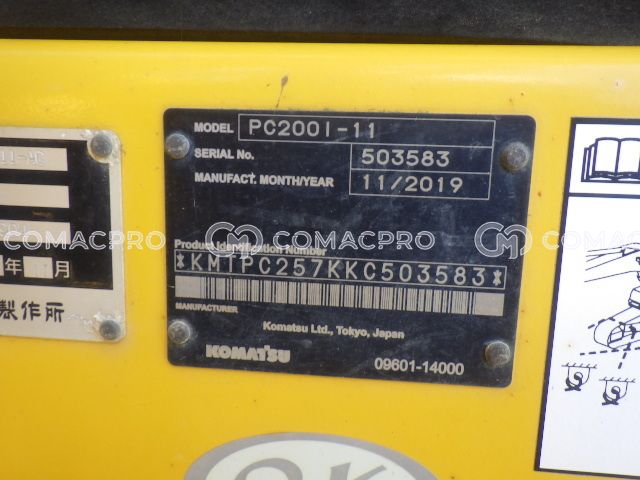 MODEL PC200I-11
SERIAL No. 503583
MANUFACT. MONTH/YEAR 11/2019
Product Identification Number
*KMTPC257KKC503583*
MANUFACTURER
Komatsu Ltd., Tokyo, Japan
KOMATSU
09601-14000
年 月
製作所
COMACPRO COMACPRO COMACPRO
OK